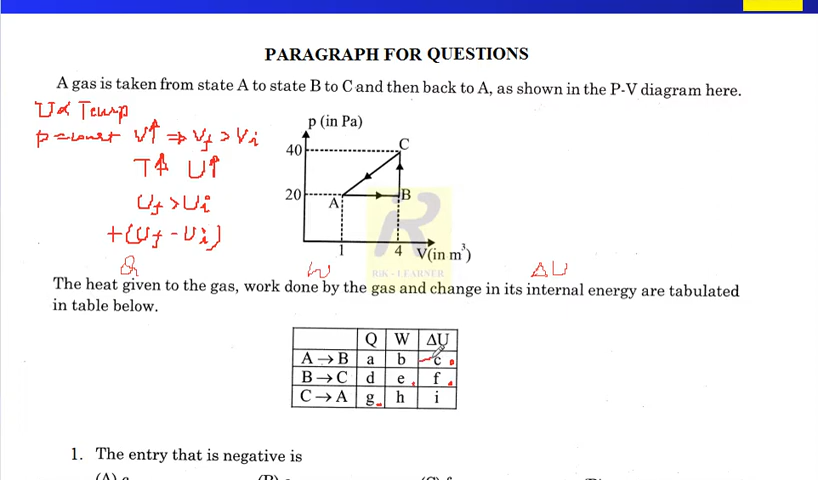 PARAGRAPH FOR QUESTIONS
A gas is taken from state A to state B to C and then back to A, as shown in the P-V diagram here.
U∝ Temp
p=const V↑ ⇒ Vf > Vi
T↑ U↑
Uf > Ui
+(Uf - Ui)
p (in Pa)
40
C
20
A
B
1
4
V(in m³)
R
RIK - LEARNER
Q
W
ΔU
The heat given to the gas, work done by the gas and change in its internal energy are tabulated
in table below.
Q W ΔU
A → B a b c
B → C d e f
C → A g h i
1. The entry that is negative is